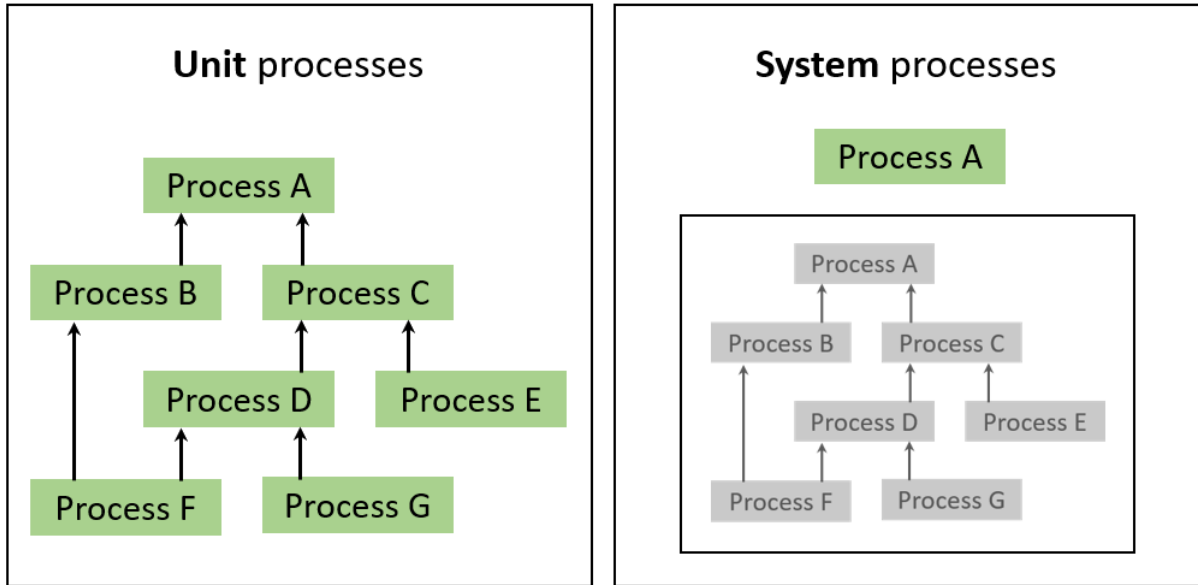 Unit processes
Process A
Process B
Process C
Process D
Process E
Process F
Process G
System processes
Process A
Process A
Process B
Process C
Process D
Process E
Process F
Process G